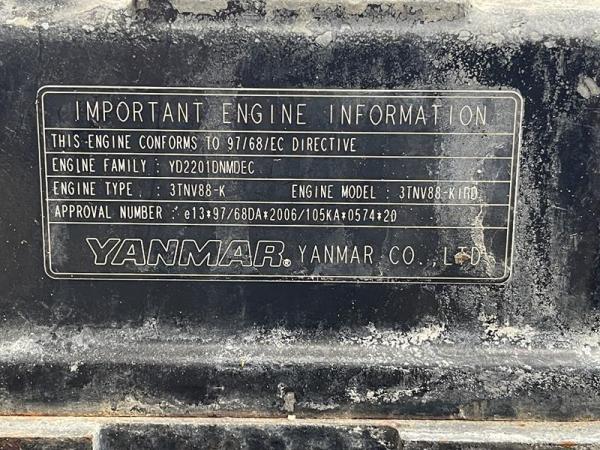 IMPORTANT ENGINE INFORMATION
THIS ENGINE CONFORMS TO 97/68/EC DIRECTIVE
ENGINE FAMILY : YD2201DNMDEC
ENGINE TYPE : 3TNV88-K ENGINE MODEL : 3TNV88-KIRD
APPROVAL NUMBER : e13*97/68DA*2006/105KA*0574*20
YANMAR® YANMAR CO., LTD